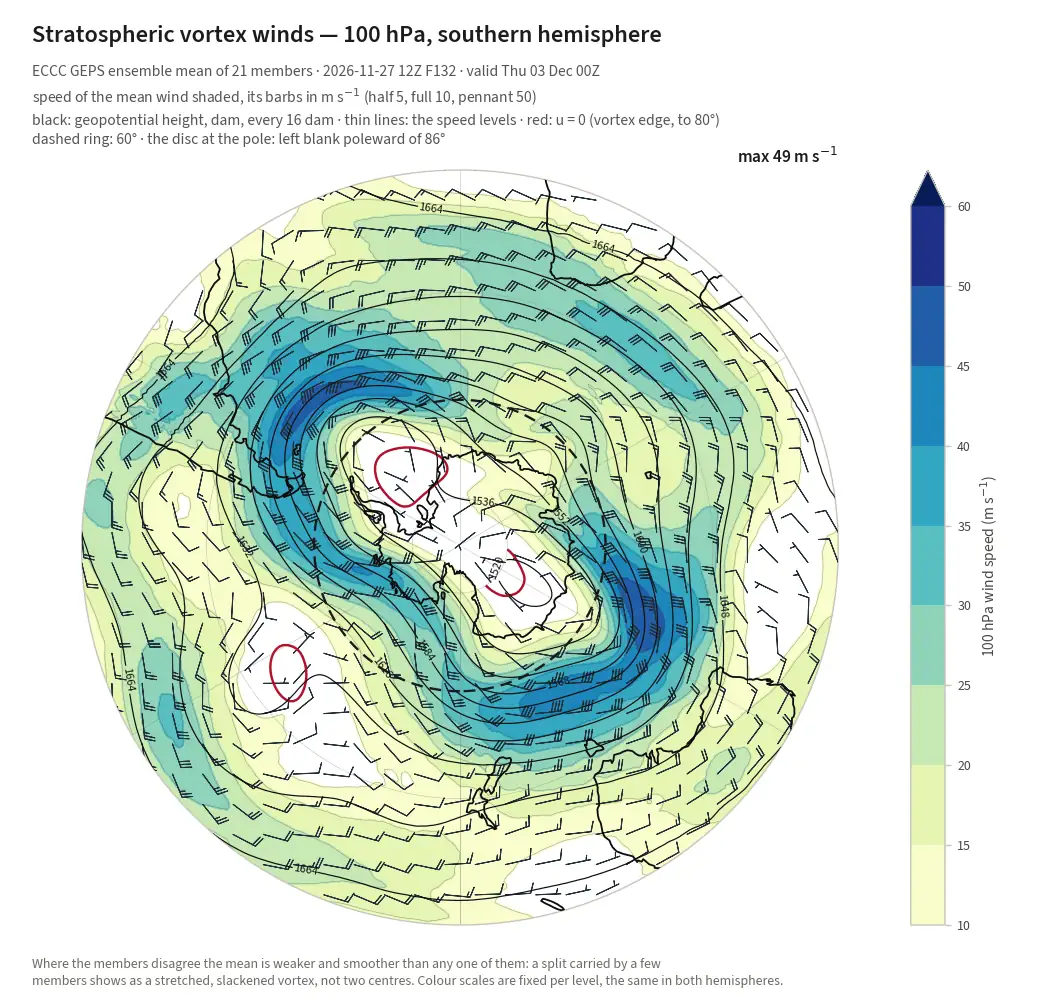 Stratospheric vortex winds — 100 hPa, southern hemisphere
ECCC GEPS ensemble mean of 21 members · 2026-11-27 12Z F132 · valid Thu 03 Dec 00Z
speed of the mean wind shaded, its barbs in m s⁻¹ (half 5, full 10, pennant 50)
black: geopotential height, dam, every 16 dam · thin lines: the speed levels · red: u = 0 (vortex edge, to 80°)
dashed ring: 60° · the disc at the pole: left blank poleward of 86°
max 49 m s⁻¹
1664
1664
1536
1520
1648
1664
1664
60
50
45
40
35
30
25
20
15
10
100 hPa wind speed (m s⁻¹)
Where the members disagree the mean is weaker and smoother than any one of them: a split carried by a few
members shows as a stretched, slackened vortex, not two centres. Colour scales are fixed per level, the same in both hemispheres.